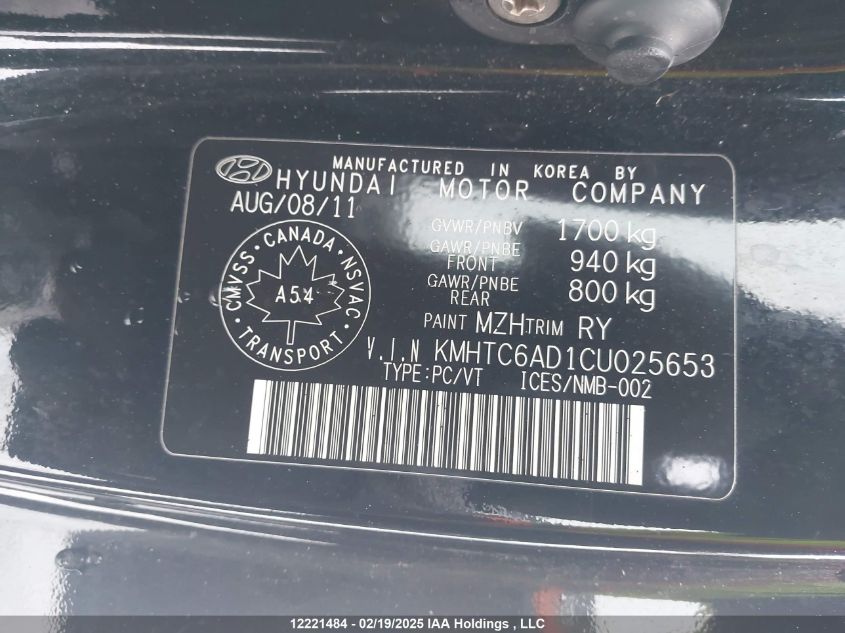 MANUFACTURED IN KOREA BY
HYUNDAI MOTOR COMPANY
AUG/08/11
GVWR/PNBV 1700 kg
GAWR/PNBE FRONT 940 kg
GAWR/PNBE REAR 800 kg
CMVSS • CANADA • NSVAC • TRANSPORT •
A54
PAINT MZH TRIM RY
V.I.N KMHTC6AD1CU025653
TYPE:PC/VT ICES/NMB-002
12221484 - 02/19/2025 IAA Holdings , LLC